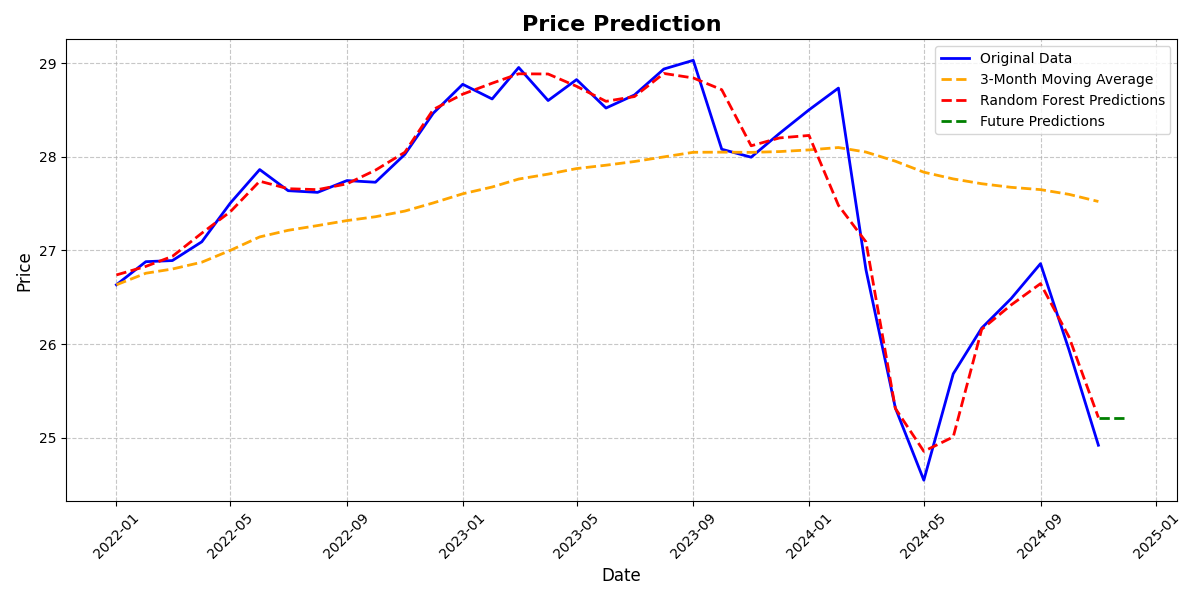 Price Prediction
Original Data
3-Month Moving Average
Random Forest Predictions
Future Predictions
Price
29
28
27
26
25
2022-01
2022-05
2022-09
2023-01
2023-05
2023-09
2024-01
2024-05
2024-09
2025-01
Date